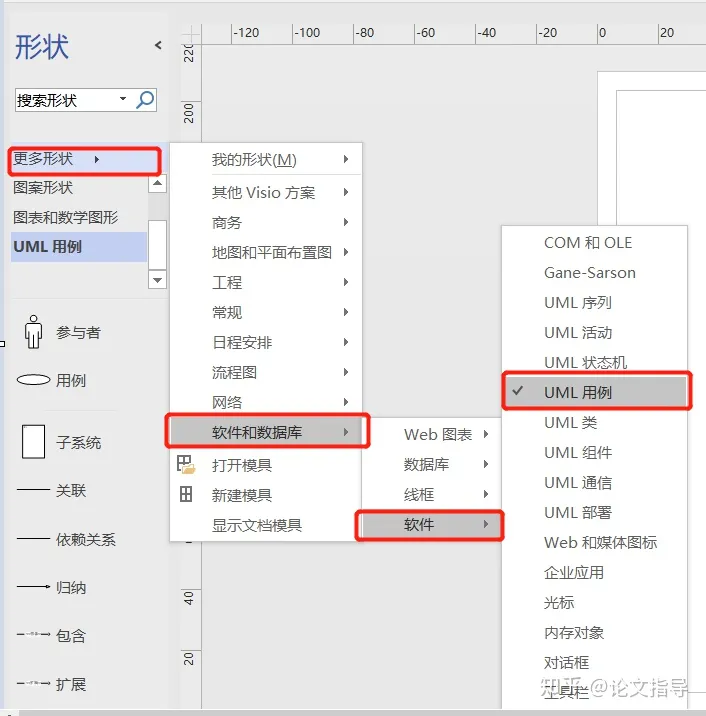 形状
搜索形状
更多形状
图案形状
图表和数学图形
UML 用例
参与者
用例
子系统
关联
依赖关系
归纳
包含
扩展
-120 -100 -80 -60 -40 -20 0 20
220
200
40
20
我的形状(M)
其他 Visio 方案
商务
地图和平面布置图
工程
常规
日程安排
流程图
网络
软件和数据库
打开模具
新建模具
显示文档模具
Web 图表
数据库
线框
软件
COM 和 OLE
Gane-Sarson
UML 序列
UML 活动
UML 状态机
UML 用例
UML 类
UML 组件
UML 通信
UML 部署
Web 和媒体图标
企业应用
光标
内存对象
对话框
工具栏
知乎 @论文指导